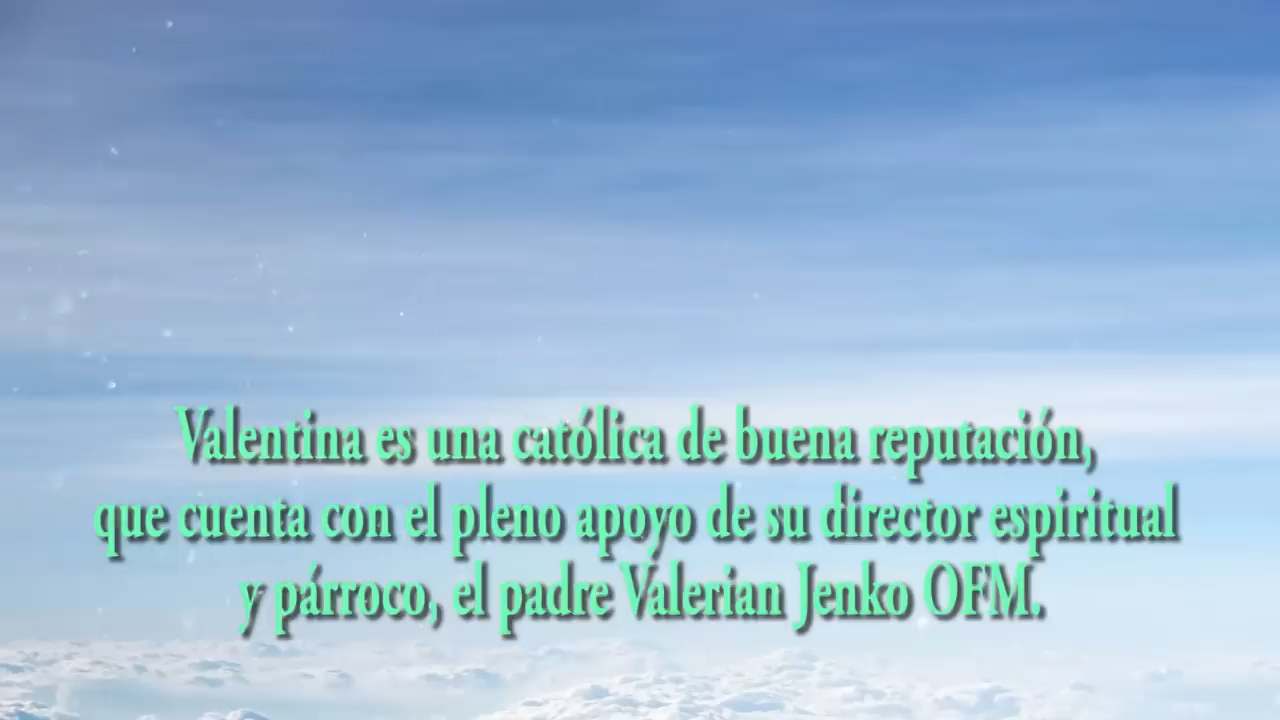 Valentina es una católica de buena reputación,
que cuenta con el pleno apoyo de su director espiritual
y párroco, el padre Valerian Jenko OFM.